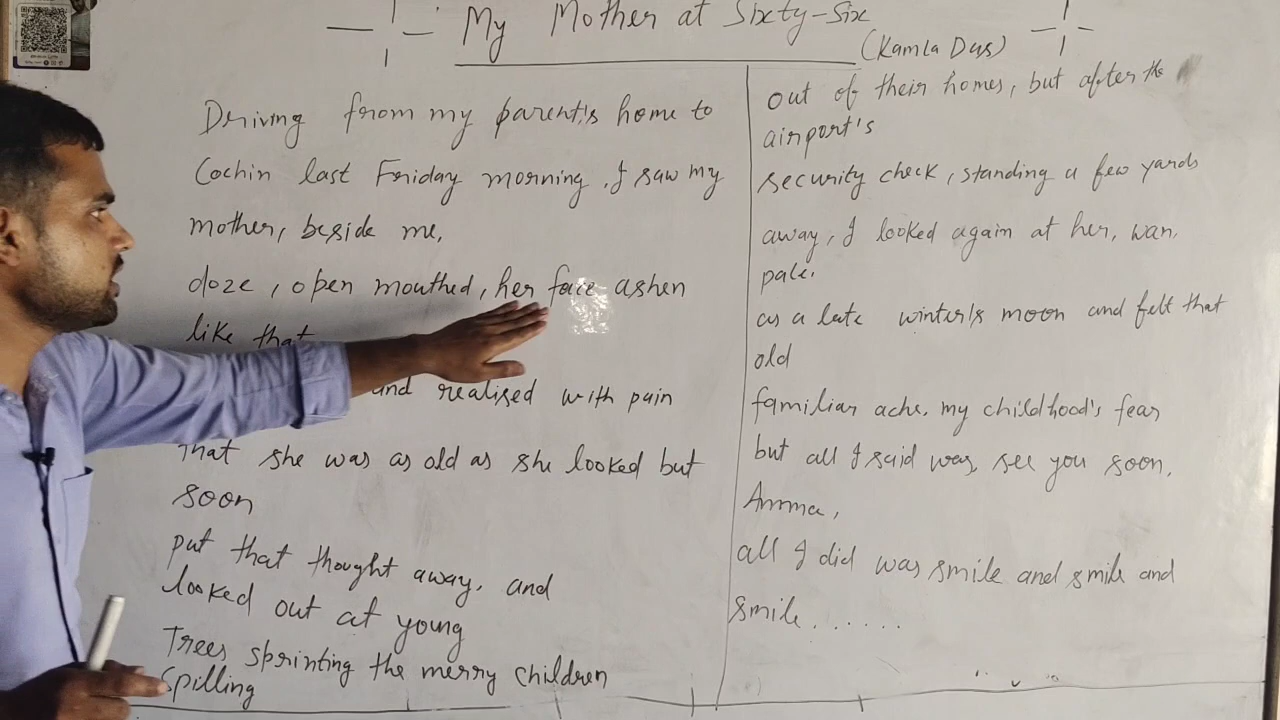 My Mother at Sixty-Six
(Kamla Das)
Driving from my parent's home to
Cochin last Friday morning, I saw my
mother, beside me,
doze, open mouthed, her face ashen
like that
and realised with pain
that she was as old as she looked but
soon
put that thought away, and
looked out at young
Trees sprinting the merry children
spilling
out of their homes, but after the
airport's
security check, standing a few yards
away, I looked again at her, wan,
pale.
as a late winter's moon and felt that
old
familiar ache, my childhood's fear
but all I said was, see you soon,
Amma,
all I did was smile and smile and
smile......